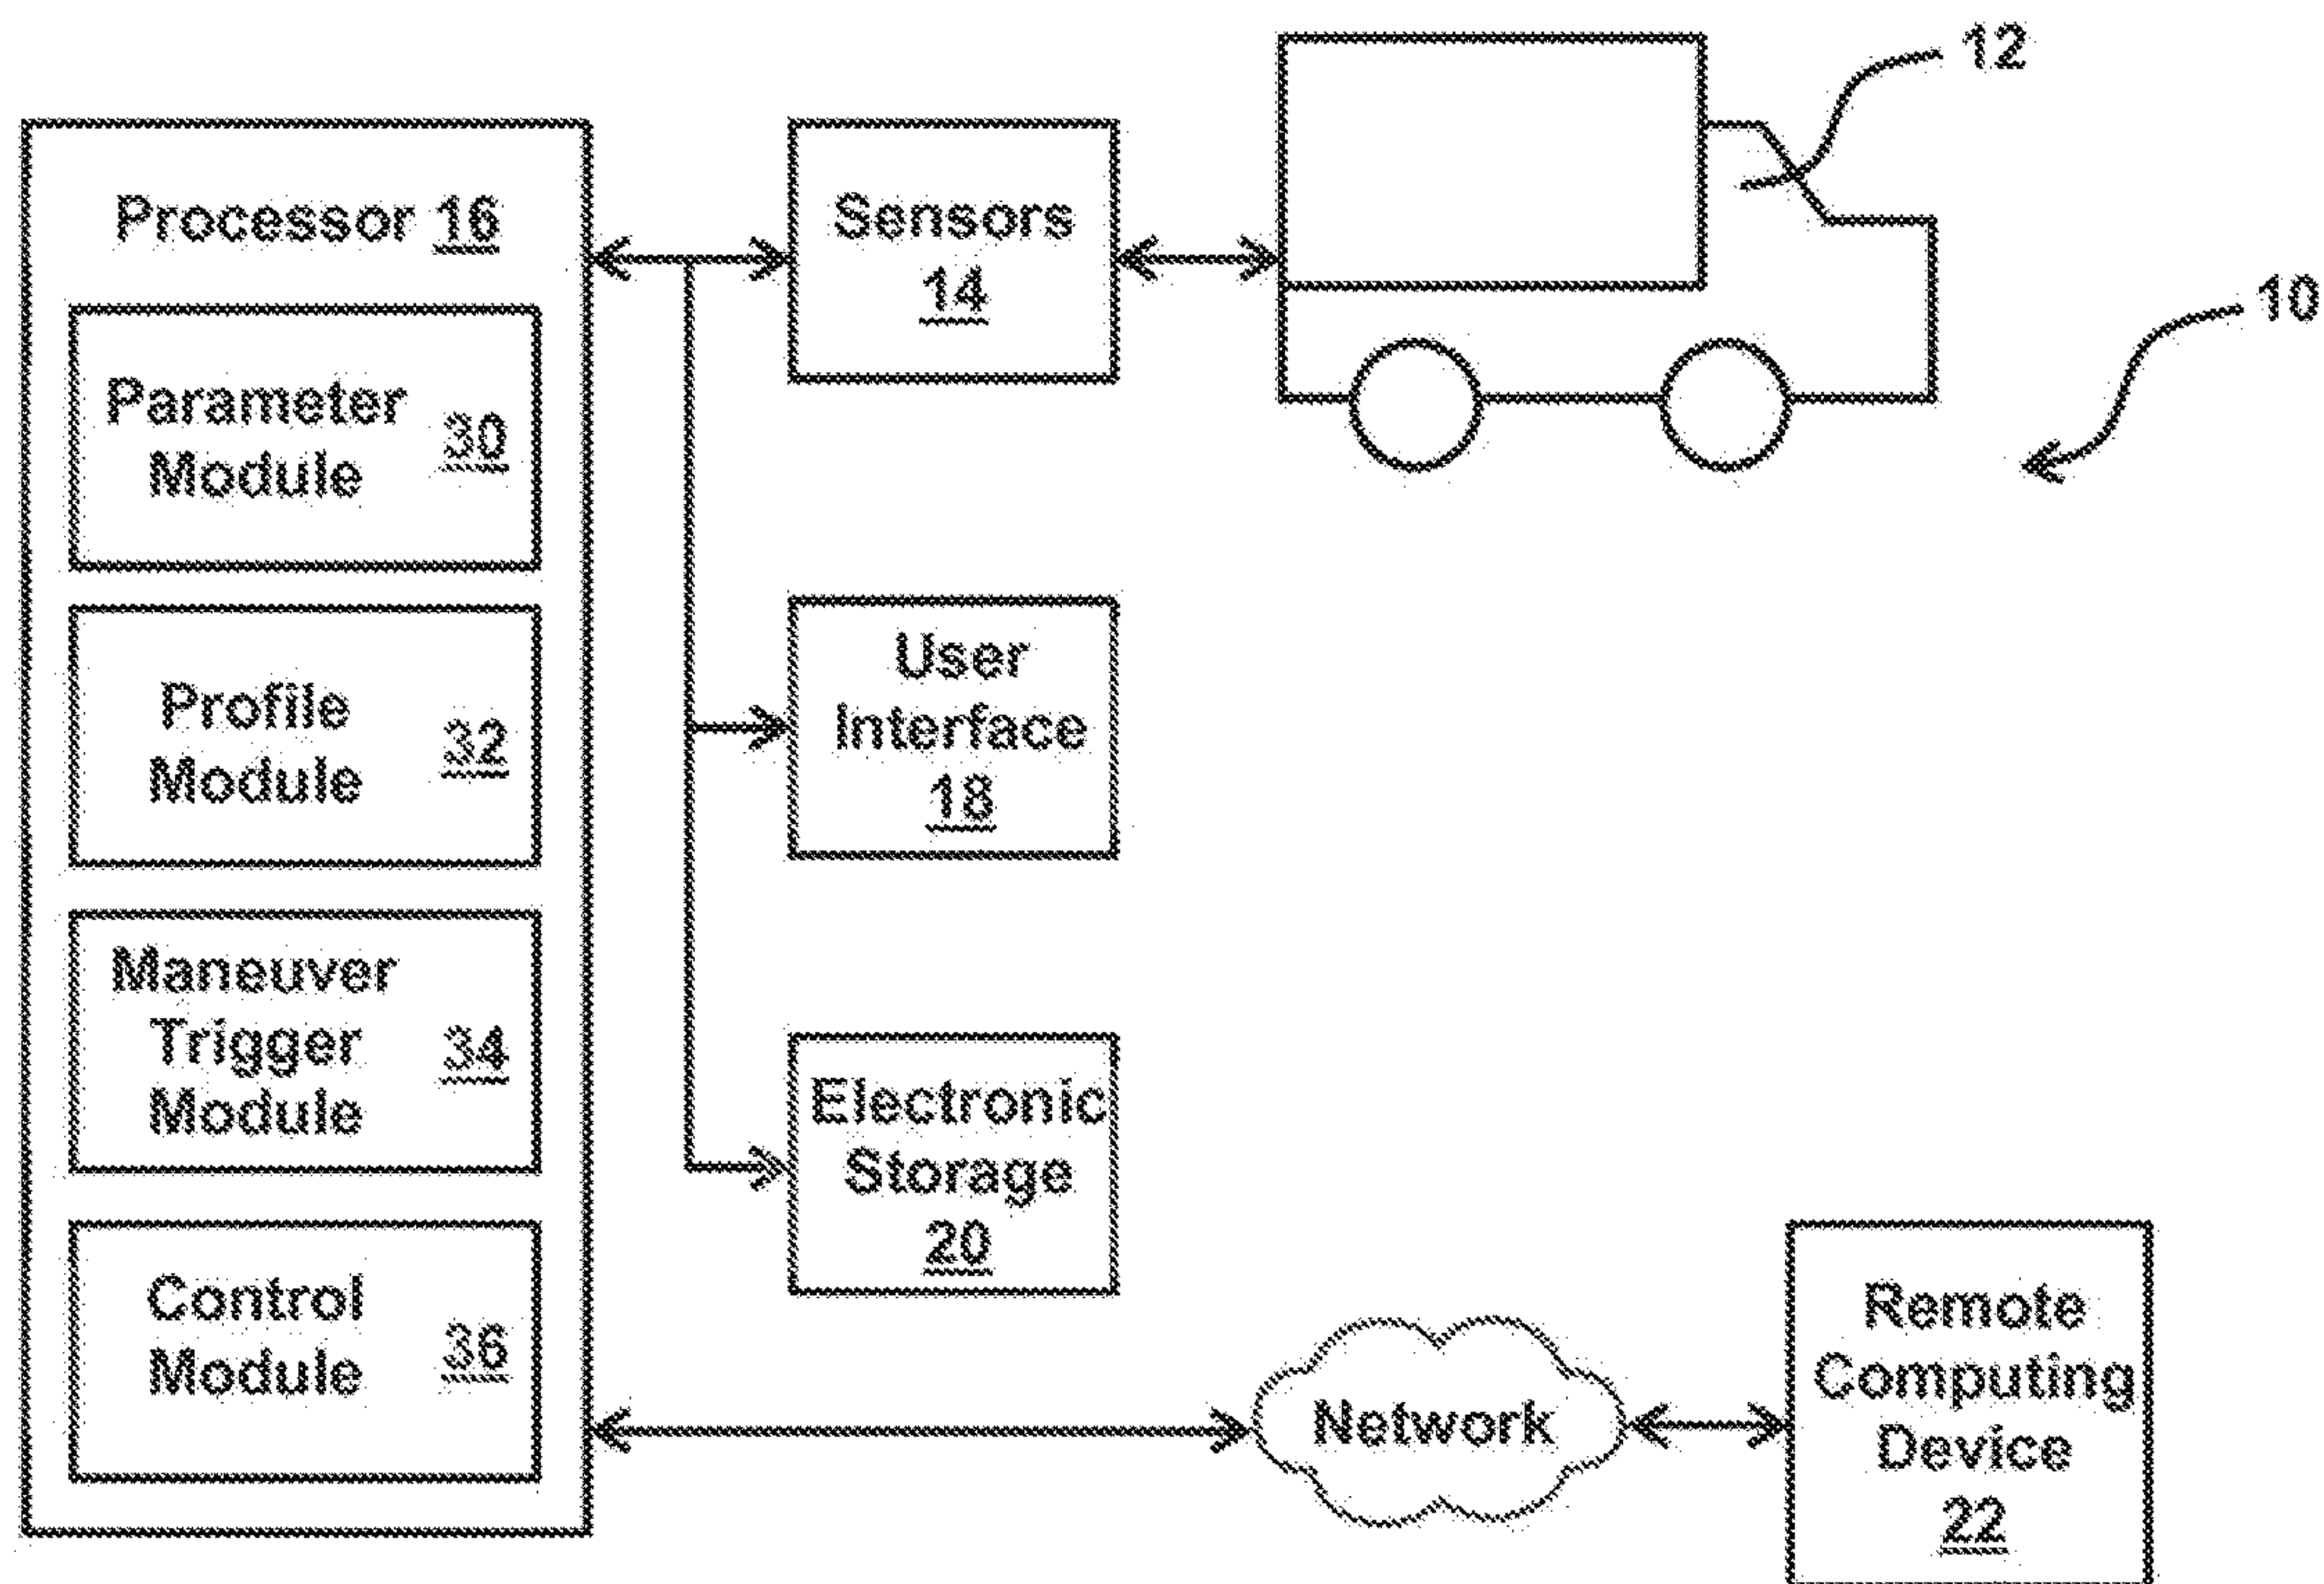 12
10
Processor 16
Parameter
Module
30
Profile
Module
32
Maneuver
Trigger
Module
34
Control
Module
36
Sensors
14
User
Interface
18
Electronic
Storage
20
Network
Remote
Computing
Device
22